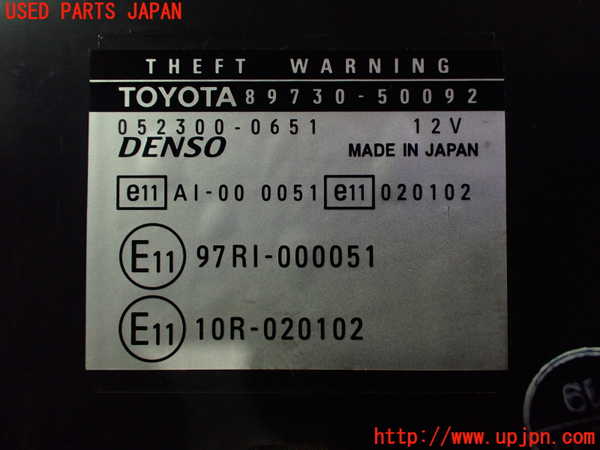 USED PARTS JAPAN
THEFT WARNING
TOYOTA 89730-50092
052300-0651 12V
DENSO MADE IN JAPAN
e11 AI-00 0051 e11 020102
E11 97RI-000051
E11 10R-020102
http://www.upjpn.com